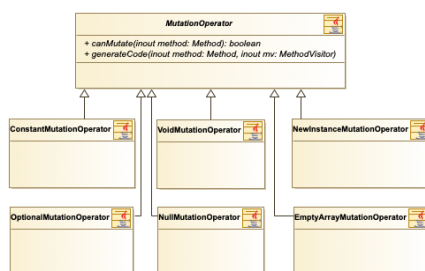 MutationOperator
+ canMutate(inout method: Method): boolean
+ generateCode(inout method: Method, inout mv: MethodVisitor)
ConstantMutationOperator
VoidMutationOperator
NewInstanceMutationOperator
OptionalMutationOperator
NullMutationOperator
EmptyArrayMutationOperator